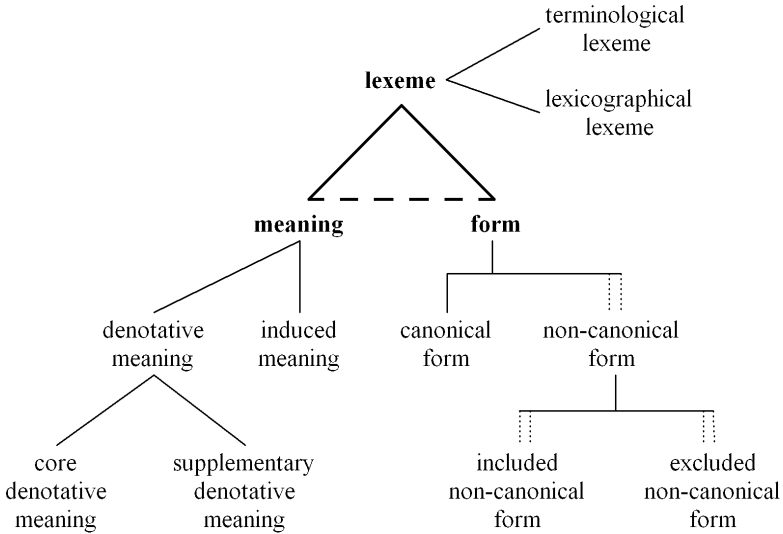 terminological
lexeme
lexeme
lexicographical
lexeme
meaning
form
denotative
meaning
induced
meaning
canonical
form
non-canonical
form
core
denotative
meaning
supplementary
denotative
meaning
included
non-canonical
form
excluded
non-canonical
form